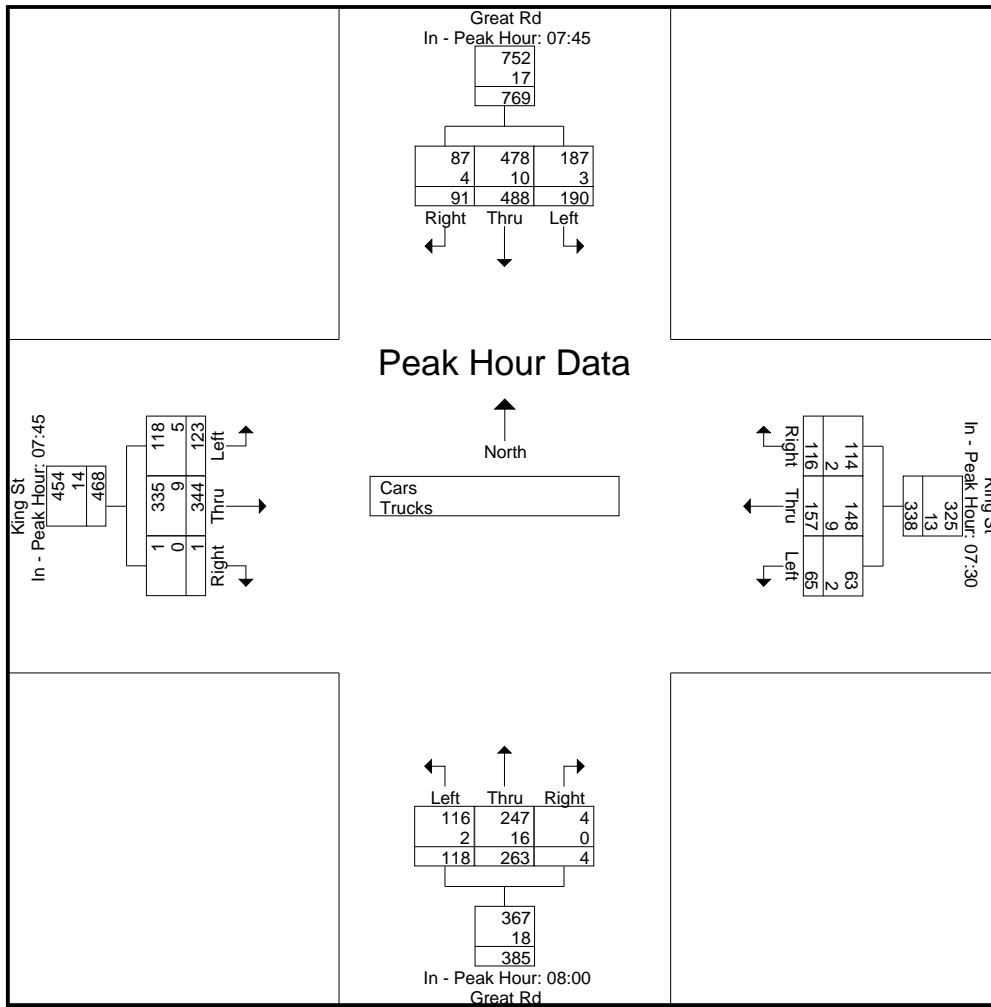 Great Rd
In - Peak Hour: 07:45
752
17
769
87 478 187
4 10 3
91 488 190
Right Thru Left
Peak Hour Data
North
Cars
Trucks
King St
In - Peak Hour: 07:45
454
14
468
118 5 123
Left
335 9 344
Thru
1 0 1
Right
King St
In - Peak Hour: 07:30
325
13
338
Right
116 2 114
Thru
157 9 148
Left
65 2 63
Left Thru Right
116 247 4
2 16 0
118 263 4
367
18
385
In - Peak Hour: 08:00
Great Rd